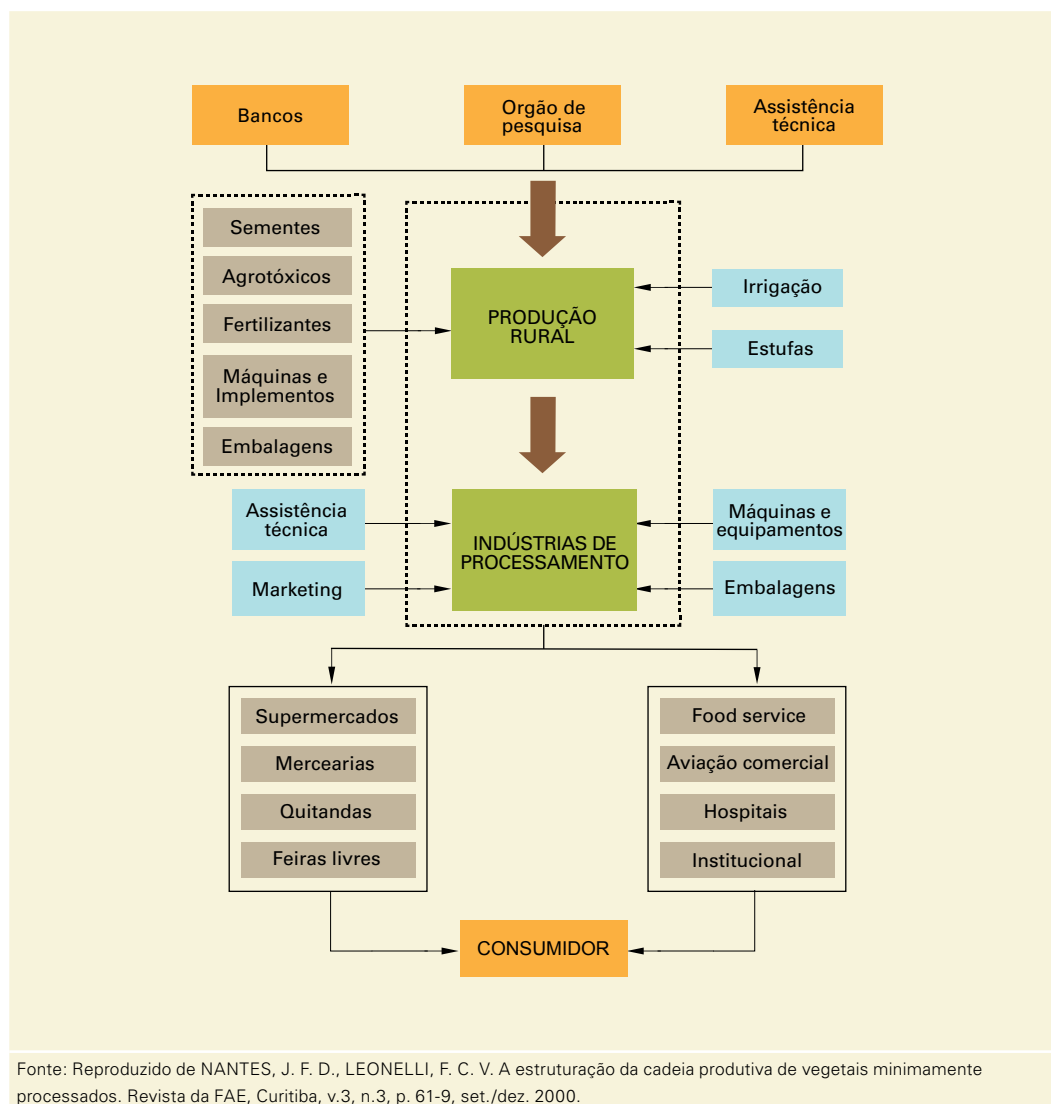 Bancos
Orgão de
pesquisa
Assistência
técnica
Sementes
Agrotóxicos
Fertilizantes
Máquinas e
Implementos
Embalagens
PRODUÇÃO
RURAL
Irrigação
Estufas
Assistência
técnica
Marketing
INDÚSTRIAS DE
PROCESSAMENTO
Máquinas e
equipamentos
Embalagens
Supermercados
Mercearias
Quitandas
Feiras livres
Food service
Aviação comercial
Hospitais
Institucional
CONSUMIDOR
Fonte: Reproduzido de NANTES, J. F. D., LEONELLI, F. C. V. A estruturação da cadeia produtiva de vegetais minimamente
processados. Revista da FAE, Curitiba, v.3, n.3, p. 61-9, set./dez. 2000.